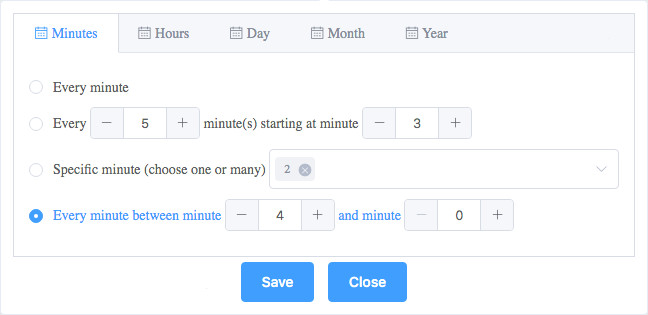 Minutes Hours Day Month Year
Every minute
Every − 5 + minute(s) starting at minute − 3 +
Specific minute (choose one or many) 2
Every minute between minute − 4 + and minute − 0 +
Save Close